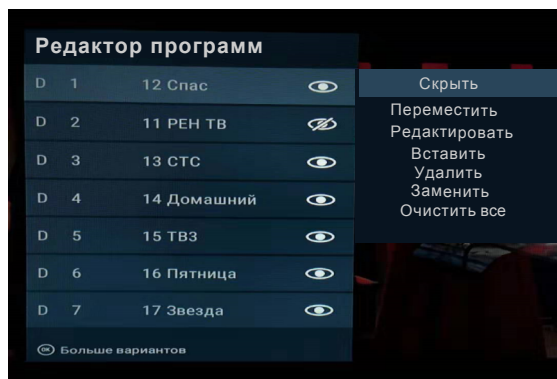 Редактор программ
D 1 12 Спас
D 2 11 РЕН ТВ
D 3 13 СТС
D 4 14 Домашний
D 5 15 ТВ3
D 6 16 Пятница
D 7 17 Звезда
OK Больше вариантов
Скрыть
Переместить
Редактировать
Вставить
Удалить
Заменить
Очистить все